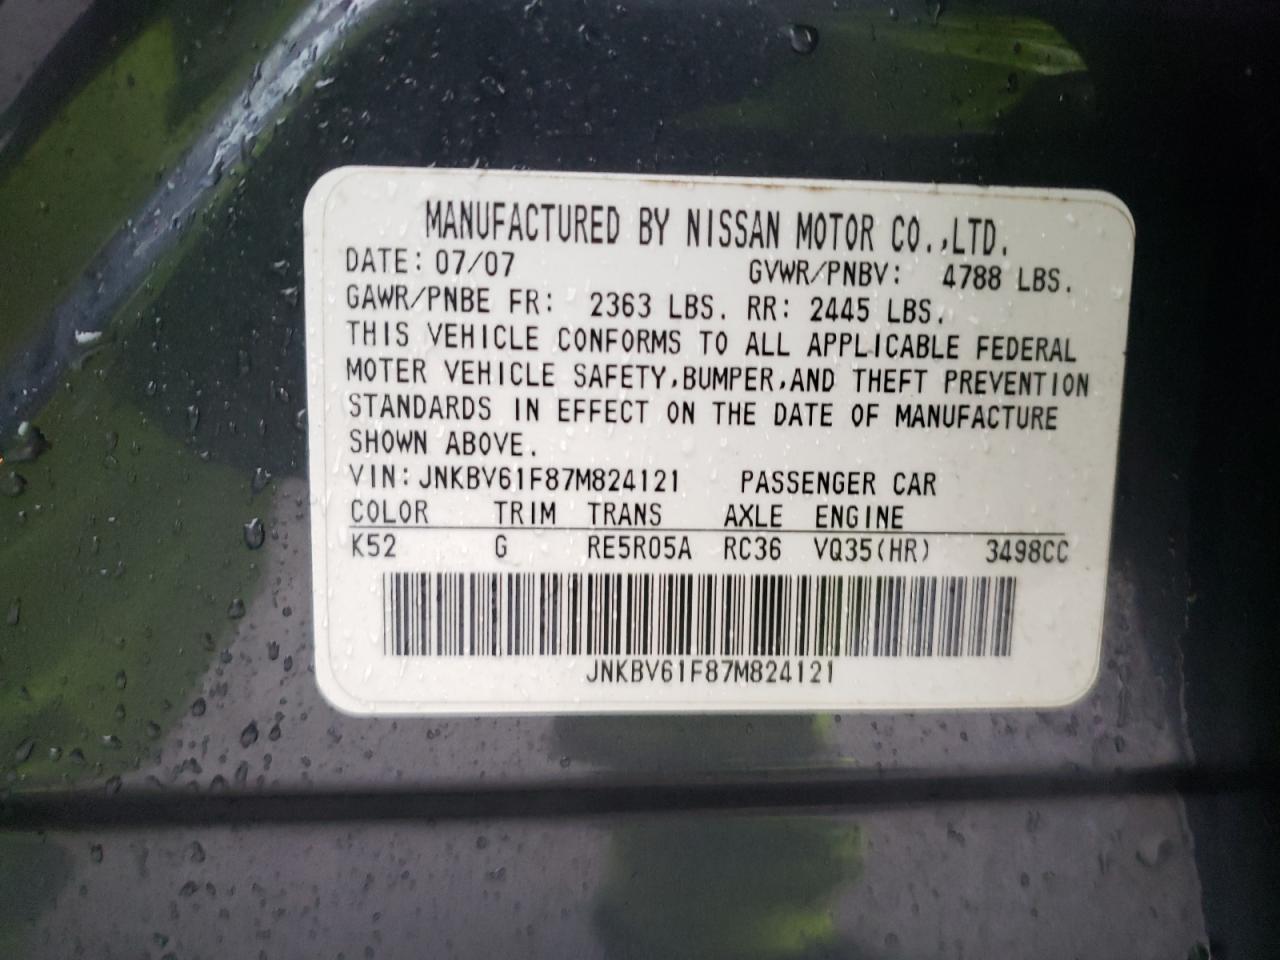 MANUFACTURED BY NISSAN MOTOR CO.,LTD.
DATE: 07/07 GVWR/PNBV: 4788 LBS.
GAWR/PNBE FR: 2363 LBS. RR: 2445 LBS.
THIS VEHICLE CONFORMS TO ALL APPLICABLE FEDERAL
MOTER VEHICLE SAFETY,BUMPER,AND THEFT PREVENTION
STANDARDS IN EFFECT ON THE DATE OF MANUFACTURE
SHOWN ABOVE.
VIN: JNKBV61F87M824121 PASSENGER CAR
COLOR TRIM TRANS AXLE ENGINE
K52 G RE5R05A RC36 VQ35(HR) 3498CC
JNKBV61F87M824121